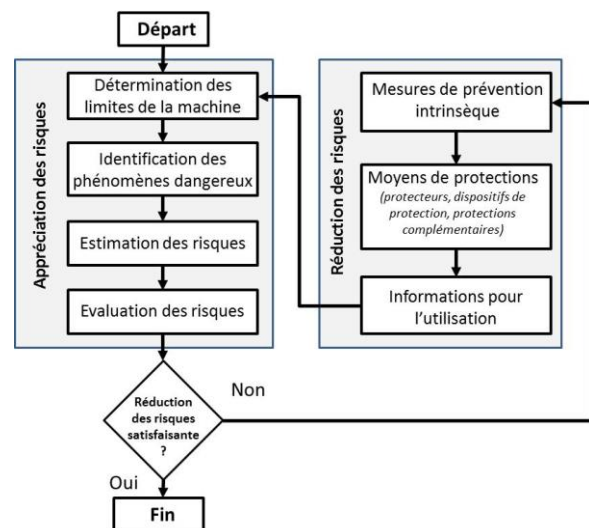 Départ
Appréciation des risques
Détermination des
limites de la machine
Identification des
phénomènes dangereux
Estimation des risques
Evaluation des risques
Réduction
des risques
satisfaisante
?
Non
Oui
Fin
Réduction des risques
Mesures de prévention
intrinsèque
Moyens de protections
(protecteurs, dispositifs de
protection, protections
complémentaires)
Informations pour
l'utilisation